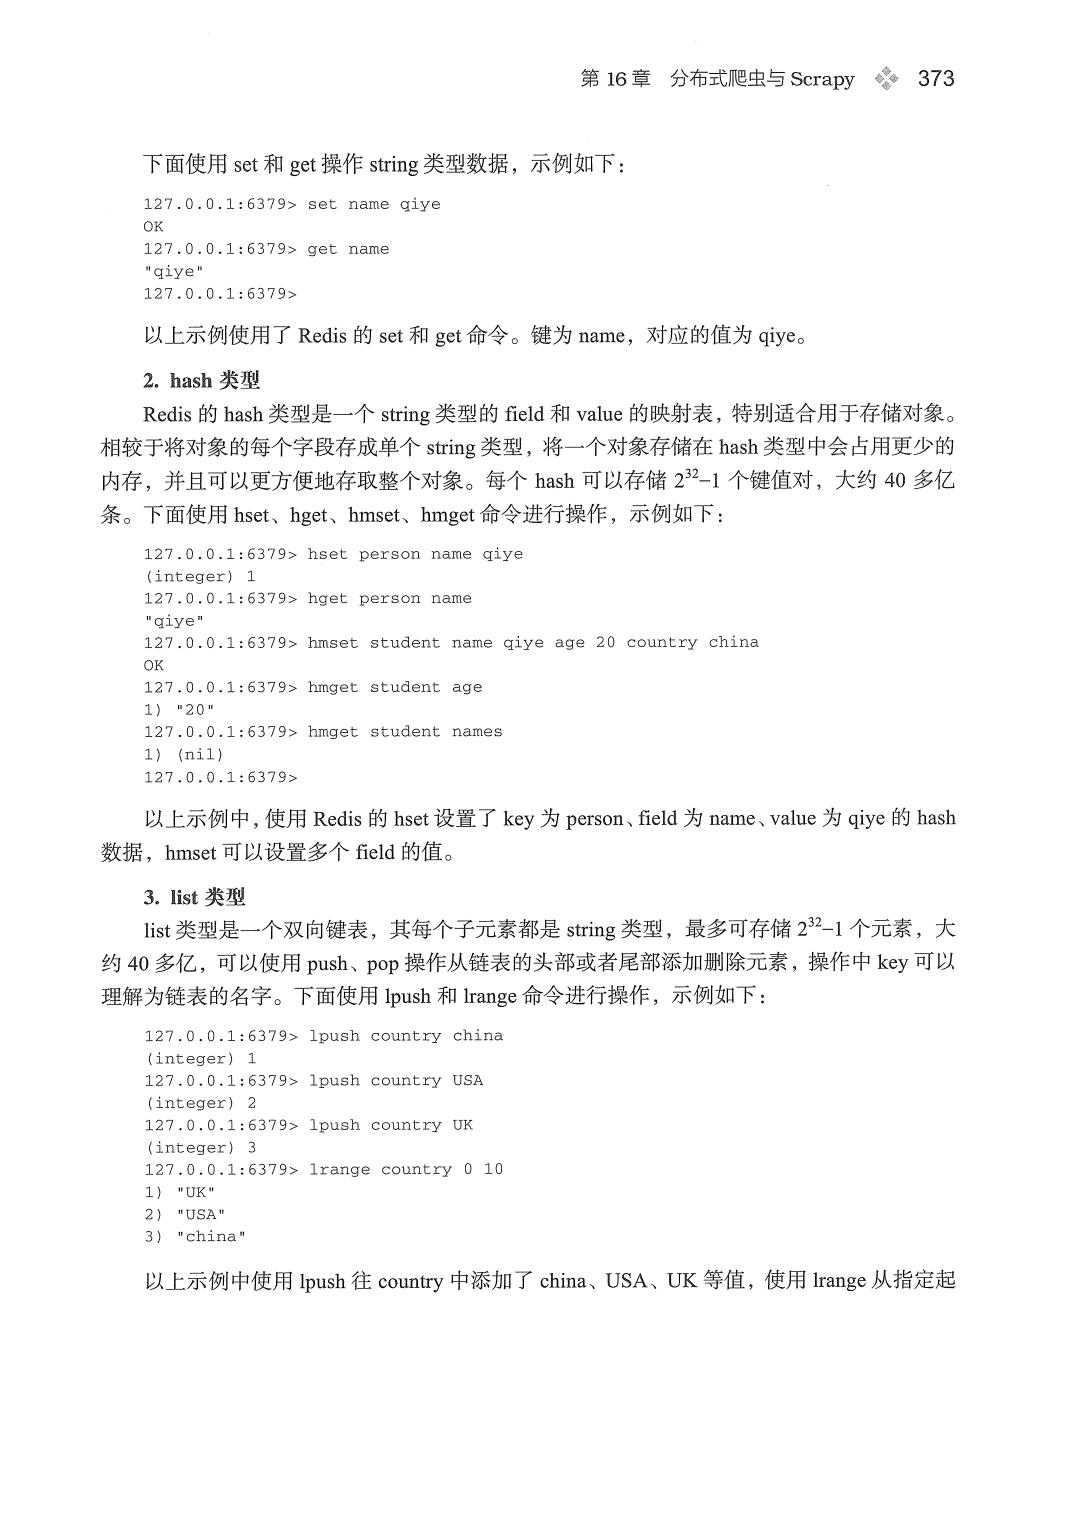 第 16 章 分布式爬虫与 Scrapy 373
下面使用 set 和 get 操作 string 类型数据，示例如下：
127.0.0.1:6379> set name qiye
OK
127.0.0.1:6379> get name
"qiye"
127.0.0.1:6379>
以上示例使用了 Redis 的 set 和 get 命令。键为 name，对应的值为 qiye。
2. hash 类型
Redis 的 hash 类型是一个 string 类型的 field 和 value 的映射表，特别适合用于存储对象。
相较于将对象的每个字段存成单个 string 类型，将一个对象存储在 hash 类型中会占用更少的
内存，并且可以更方便地存取整个对象。每个 hash 可以存储 2³²–1 个键值对，大约 40 多亿
条。下面使用 hset、hget、hmset、hmget 命令进行操作，示例如下：
127.0.0.1:6379> hset person name qiye
(integer) 1
127.0.0.1:6379> hget person name
"qiye"
127.0.0.1:6379> hmset student name qiye age 20 country china
OK
127.0.0.1:6379> hmget student age
1) "20"
127.0.0.1:6379> hmget student names
1) (nil)
127.0.0.1:6379>
以上示例中，使用 Redis 的 hset 设置了 key 为 person、field 为 name、value 为 qiye 的 hash
数据，hmset 可以设置多个 field 的值。
3. list 类型
list 类型是一个双向键表，其每个子元素都是 string 类型，最多可存储 2³²–1 个元素，大
约 40 多亿，可以使用 push、pop 操作从链表的头部或者尾部添加删除元素，操作中 key 可以
理解为链表的名字。下面使用 lpush 和 lrange 命令进行操作，示例如下：
127.0.0.1:6379> lpush country china
(integer) 1
127.0.0.1:6379> lpush country USA
(integer) 2
127.0.0.1:6379> lpush country UK
(integer) 3
127.0.0.1:6379> lrange country 0 10
1) "UK"
2) "USA"
3) "china"
以上示例中使用 lpush 往 country 中添加了 china、USA、UK 等值，使用 lrange 从指定起